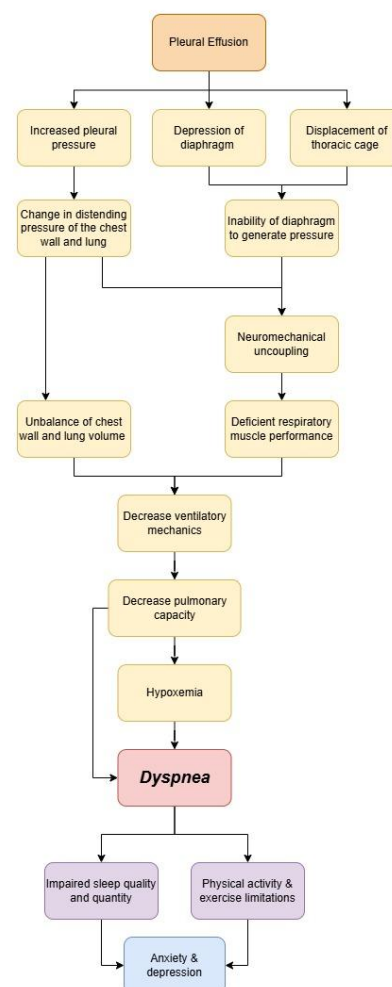 Pleural Effusion
Increased pleural
pressure
Depression of
diaphragm
Displacement of
thoracic cage
Change in distending
pressure of the chest
wall and lung
Inability of diaphragm
to generate pressure
Neuromechanical
uncoupling
Unbalance of chest
wall and lung volume
Deficient respiratory
muscle performance
Decrease ventilatory
mechanics
Decrease pulmonary
capacity
Hypoxemia
Dyspnea
Impaired sleep quality
and quantity
Physical activity &
exercise limitations
Anxiety &
depression